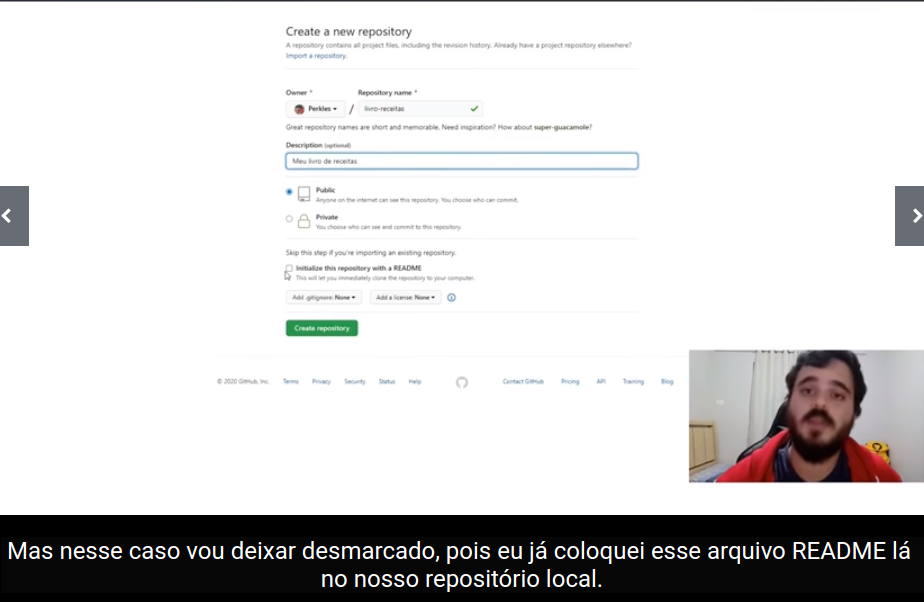 Create a new repository
A repository contains all project files, including the revision history. Already have a project repository elsewhere?
Import a repository.
Owner * Repository name *
Perkles / livro-receitas
Great repository names are short and memorable. Need inspiration? How about super-guacamole?
Description (optional)
Meu livro de receitas
Public
Anyone on the internet can see this repository. You choose who can commit.
Private
You choose who can see and commit to this repository.
Skip this step if you're importing an existing repository.
Initialize this repository with a README
This will let you immediately clone the repository to your computer.
Add .gitignore: None Add a license: None
Create repository
© 2020 GitHub, Inc. Terms Privacy Security Status Help Contact GitHub Pricing API Training Blog
Mas nesse caso vou deixar desmarcado, pois eu já coloquei esse arquivo README lá
no nosso repositório local.